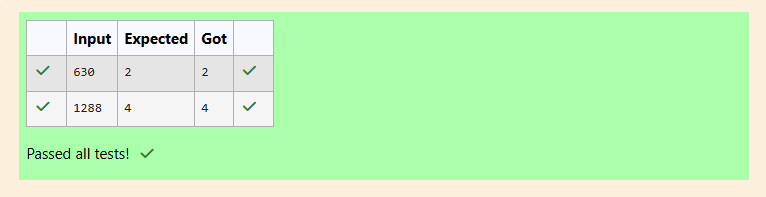 Input Expected Got
630 2 2
1288 4 4
Passed all tests!